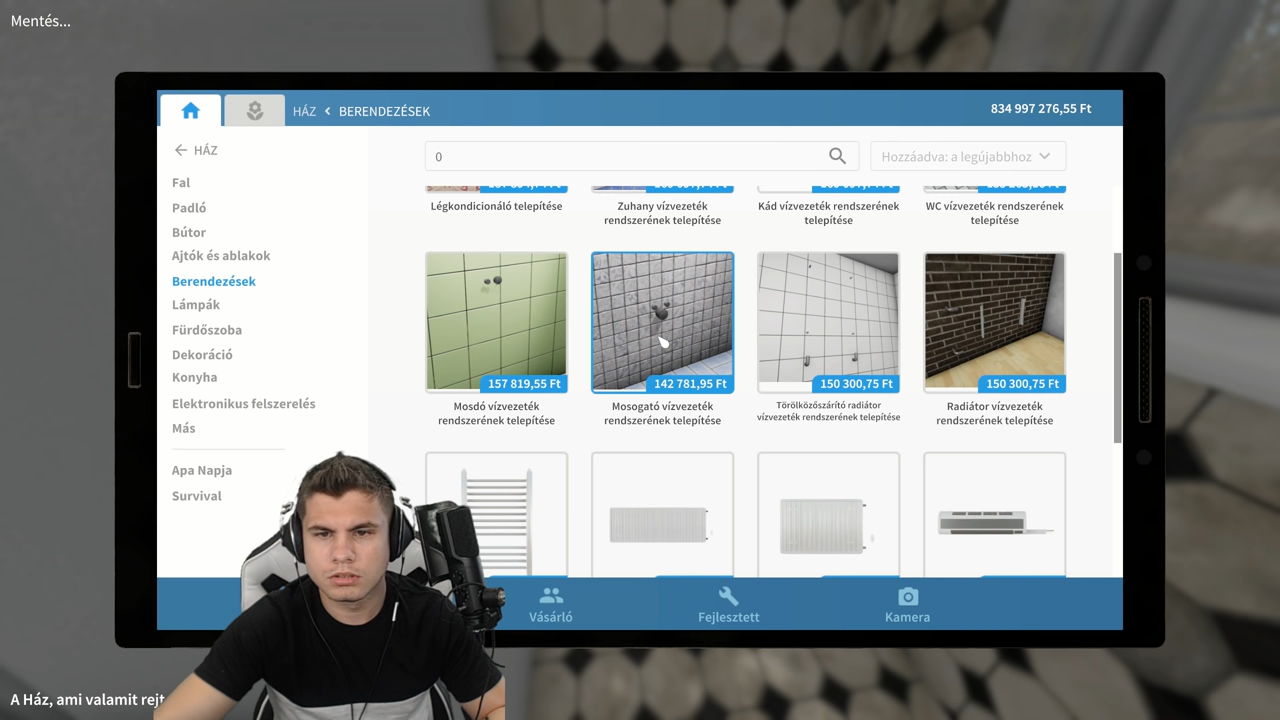 Mentés...
HÁZ < BERENDEZÉSEK
834 997 276,55 Ft
HÁZ
0
Hozzáadva: a legújabbhoz
Fal
Padló
Bútor
Ajtók és ablakok
Berendezések
Lámpák
Fürdőszoba
Dekoráció
Konyha
Elektronikus felszerelés
Más
Apa Napja
Survival
Légkondicionáló telepítése
Zuhany vízvezeték
rendszerének telepítése
Kád vízvezeték rendszerének
telepítése
WC vízvezeték rendszerének
telepítése
157 819,55 Ft
142 781,95 Ft
150 300,75 Ft
150 300,75 Ft
Mosdó vízvezeték
rendszerének telepítése
Mosogató vízvezeték
rendszerének telepítése
Törölközőszárító radiátor
vízvezeték rendszerének telepítése
Radiátor vízvezeték
rendszerének telepítése
Vásárló
Fejlesztett
Kamera
A Ház, ami valamit rejt